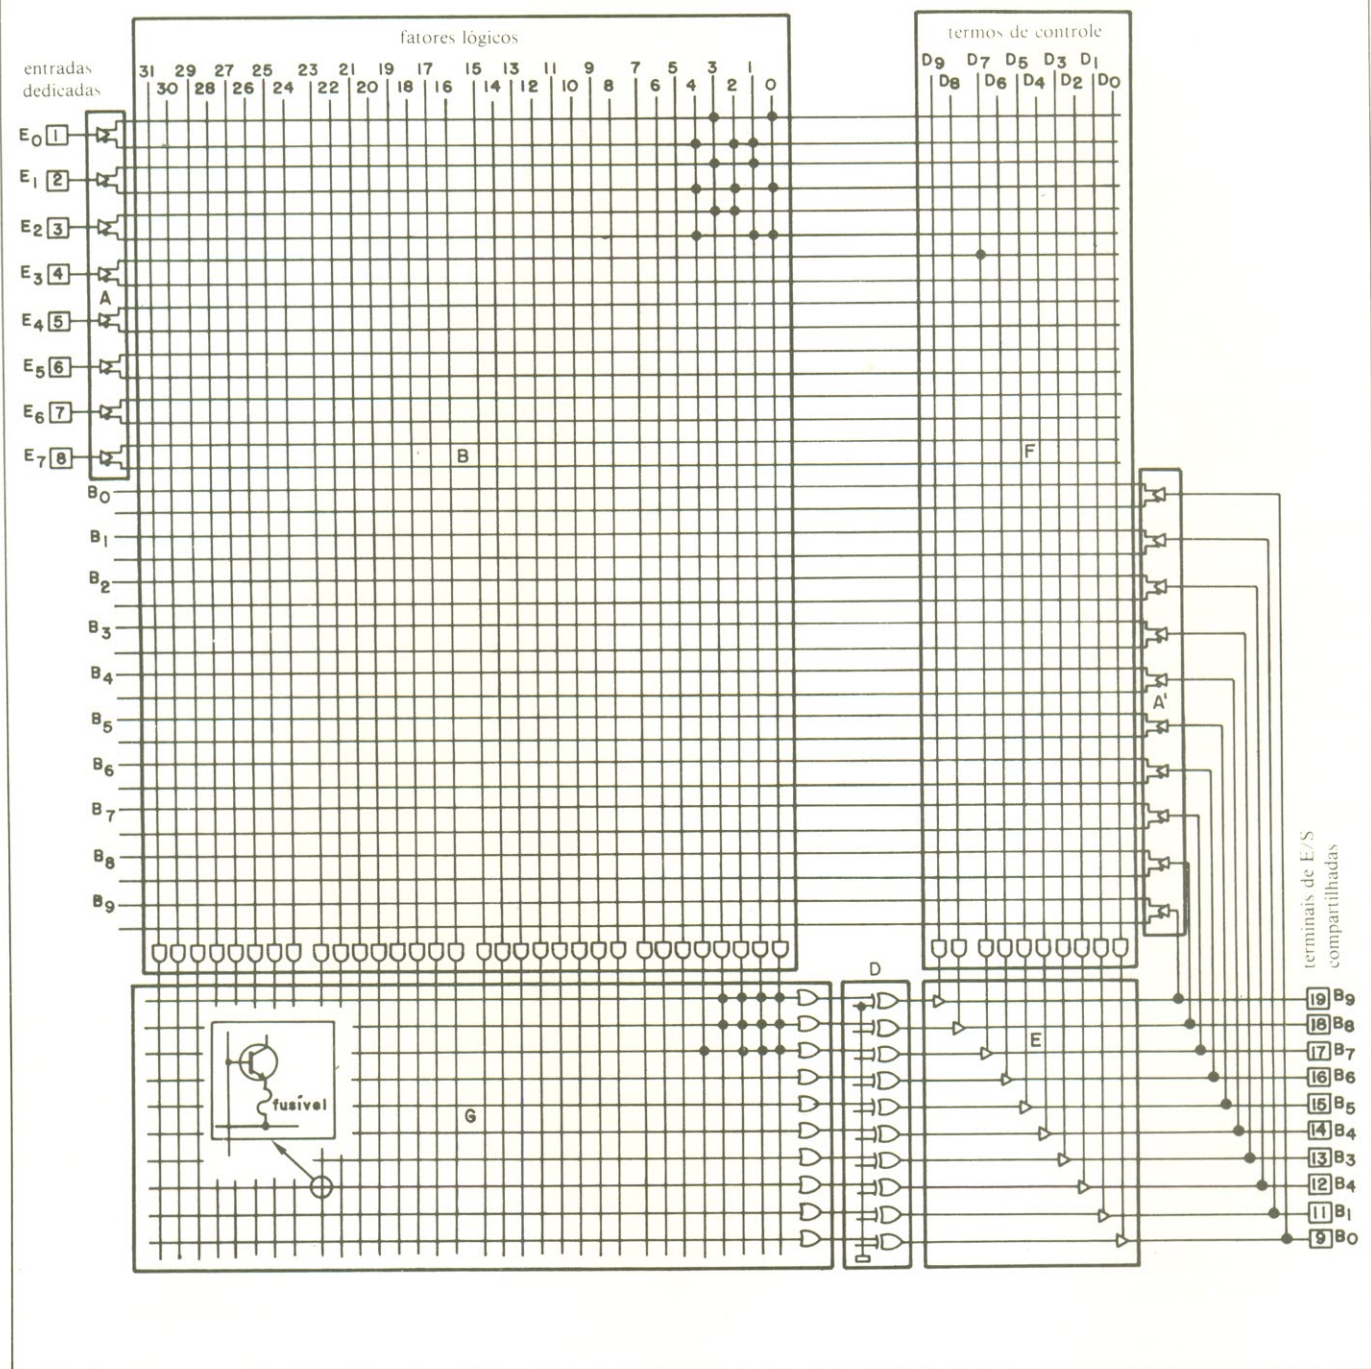 fatores lógicos
termos de controle
entradas
dedicadas
31 29 27 25 23 21 19 17 15 13 11 9 7 5 3 1
30 28 26 24 22 20 18 16 14 12 10 8 6 4 2 0
D9 D7 D5 D3 D1
D8 D6 D4 D2 D0
E0 1
E1 2
E2 3
E3 4
A
E4 5
E5 6
E6 7
E7 8
B
F
B0
B1
B2
B3
B4
A'
B5
B6
B7
B8
B9
terminais de E/S
compartilhadas
D
19 B9
18 B8
E
17 B7
16 B6
fusível
G
15 B5
14 B4
13 B3
12 B4
11 B1
9 B0